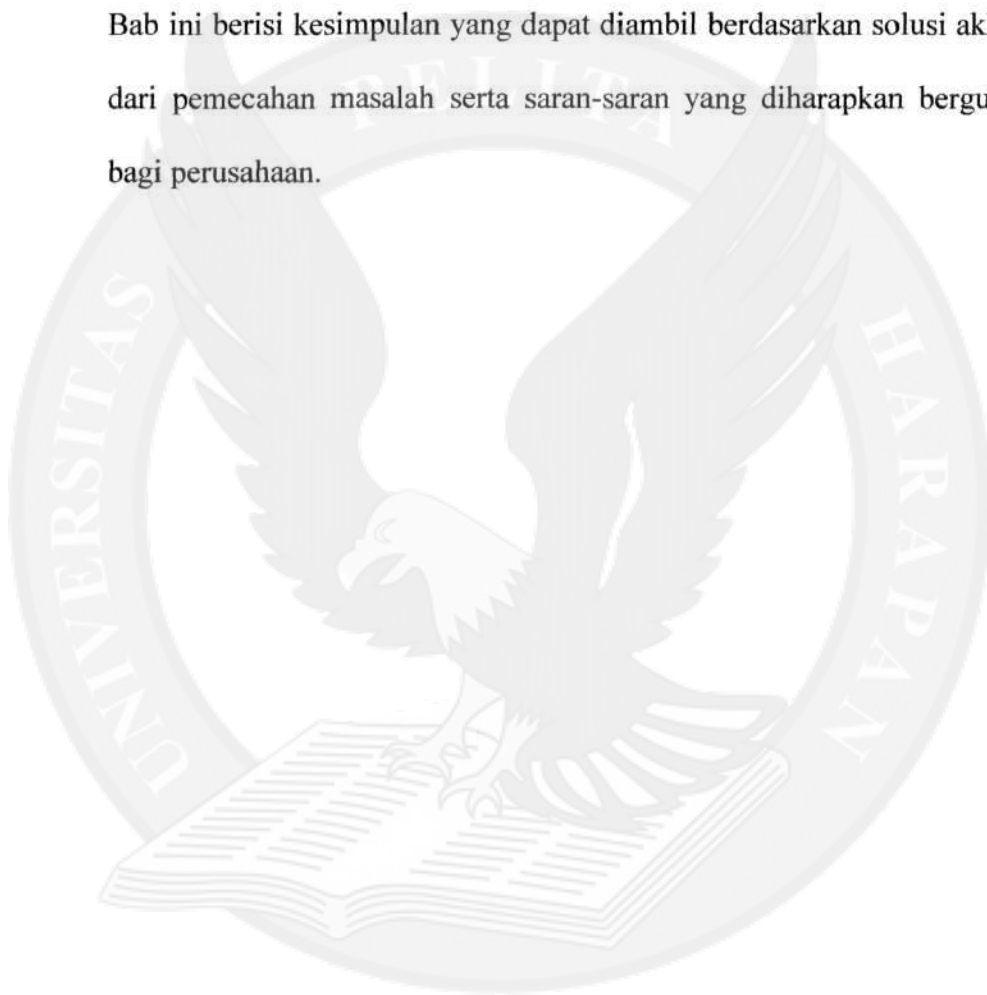 Bab ini berisi kesimpulan yang dapat diambil berdasarkan solusi
dari pemecahan masalah serta saran-saran yang diharapkan
bagi perusahaan.
UNIVERSITAS
PELITA
HARAPAN